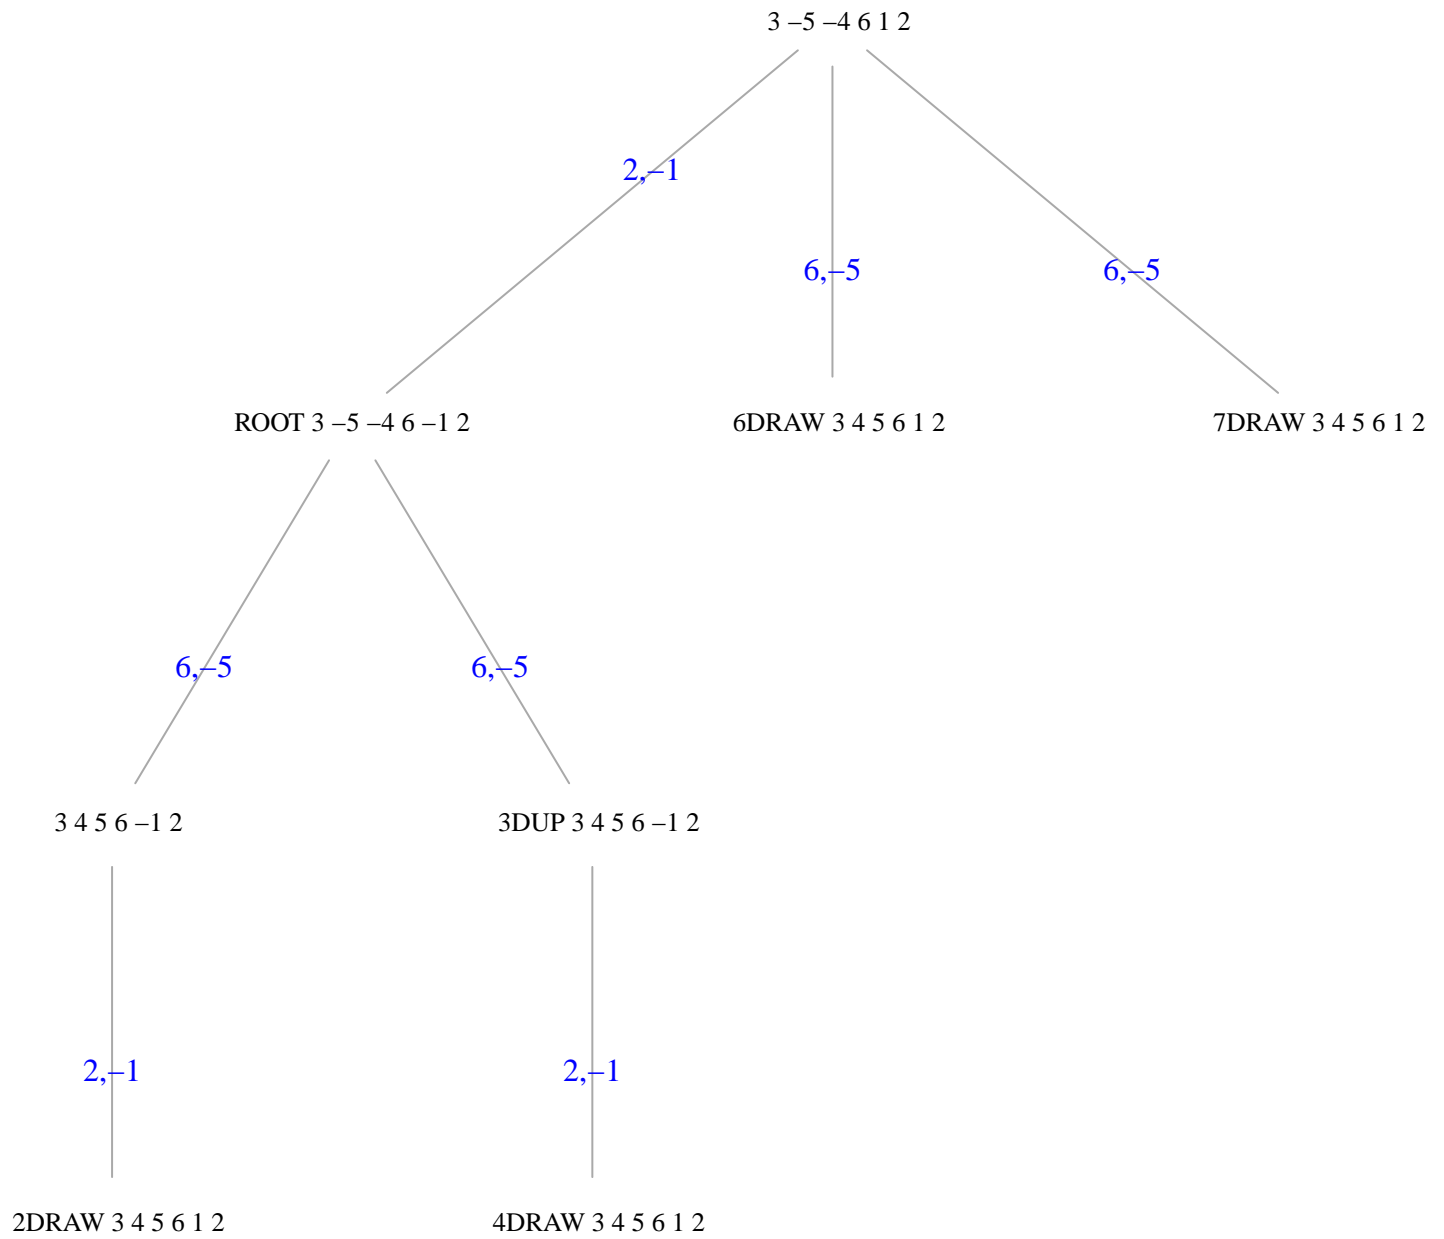 3 –5 –4 6 1 2
2,–1
6,–5
6,–5
ROOT 3 –5 –4 6 –1 2
6DRAW 3 4 5 6 1 2
7DRAW 3 4 5 6 1 2
6,–5
6,–5
3 4 5 6 –1 2
3DUP 3 4 5 6 –1 2
2,–1
2,–1
2DRAW 3 4 5 6 1 2
4DRAW 3 4 5 6 1 2